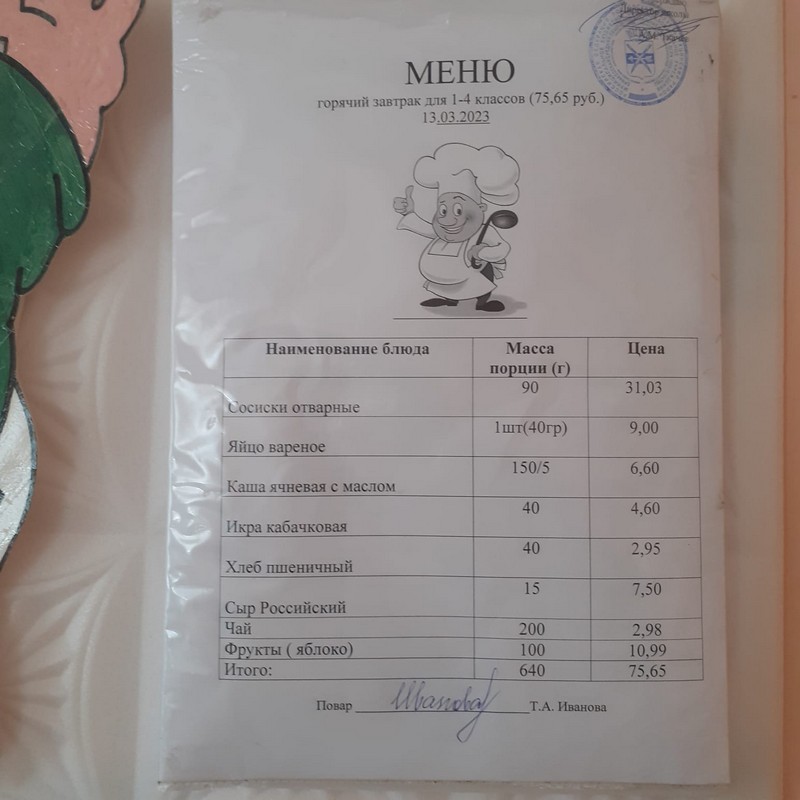 МЕНЮ
горячий завтрак для 1-4 классов (75,65 руб.)
13.03.2023
Наименование блюда Масса порции (г) Цена
Сосиски отварные 90 31,03
Яйцо вареное 1шт(40гр) 9,00
Каша ячневая с маслом 150/5 6,60
Икра кабачковая 40 4,60
Хлеб пшеничный 40 2,95
Сыр Российский 15 7,50
Чай 200 2,98
Фрукты ( яблоко) 100 10,99
Итого: 640 75,65
Повар Иванова Т.А. Иванова